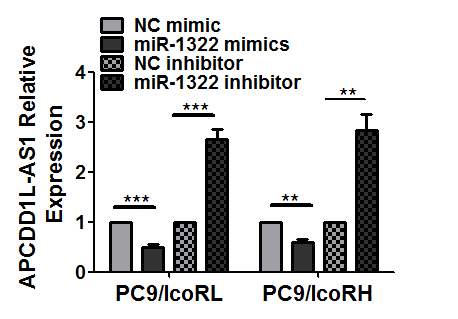 NC mimic
miR-1322 mimics
NC inhibitor
miR-1322 inhibitor
APCDD1L-AS1 Relative
Expression
4
3
2
1
0
***
***
**
**
PC9/IcoRL
PC9/IcoRH